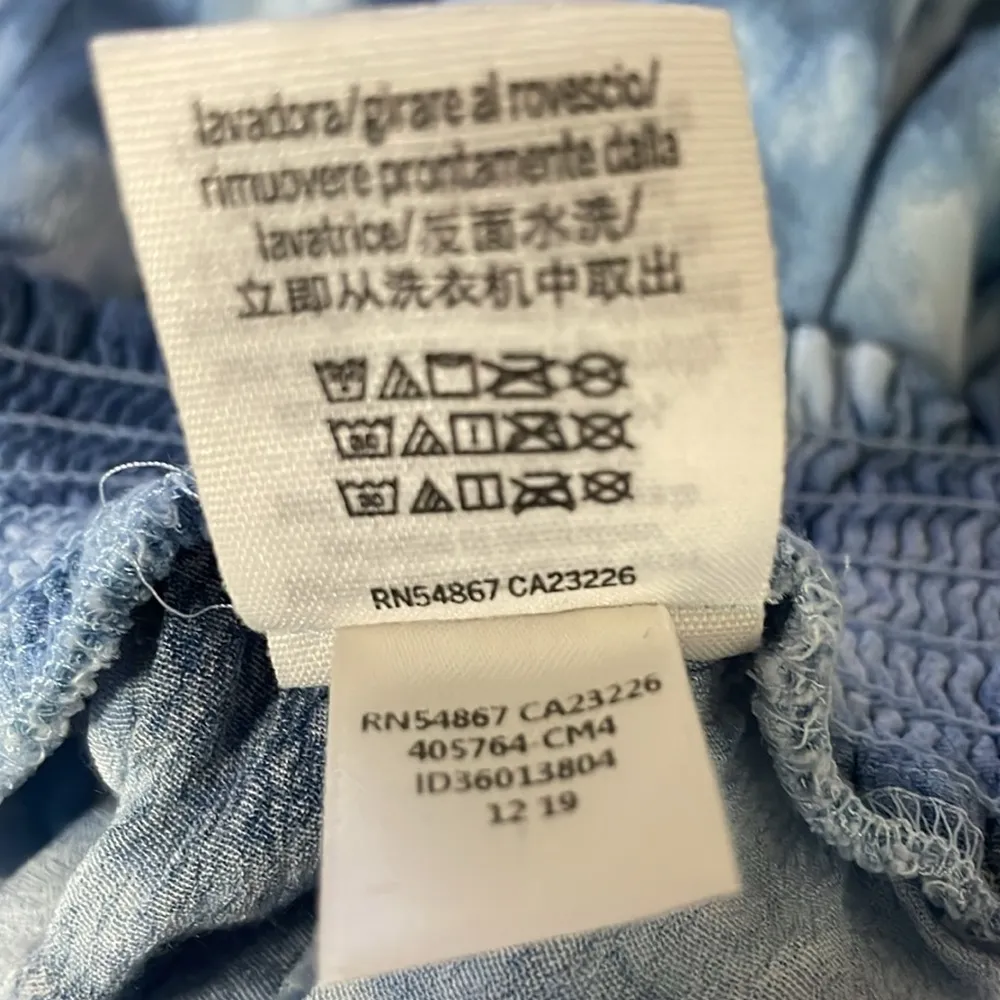 lavadora/girare al rovescio/
rimuovere prontamente dalla
lavatrice/反面水洗/
立即从洗衣机中取出
30
RN54867 CA23226
RN54867 CA23226
405764-CM4
ID36013804
12 19